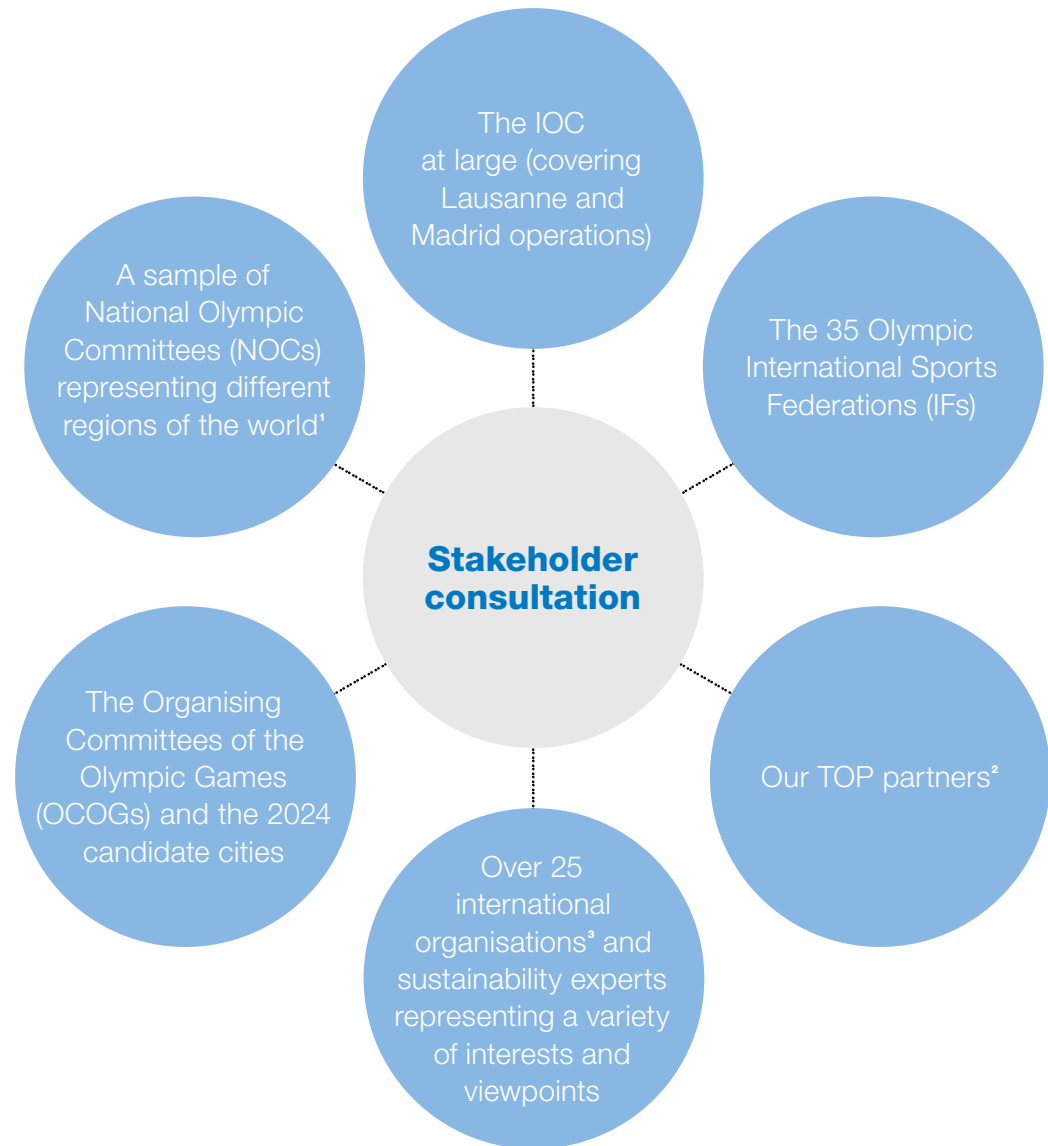 The IOC
at large (covering
Lausanne and
Madrid operations)
A sample of
National Olympic
Committees (NOCs)
representing different
regions of the world¹
The 35 Olympic
International Sports
Federations (IFs)
Stakeholder
consultation
The Organising
Committees of the
Olympic Games
(OCOGs) and the 2024
candidate cities
Our TOP partners²
Over 25
international
organisations³ and
sustainability experts
representing a variety
of interests and
viewpoints